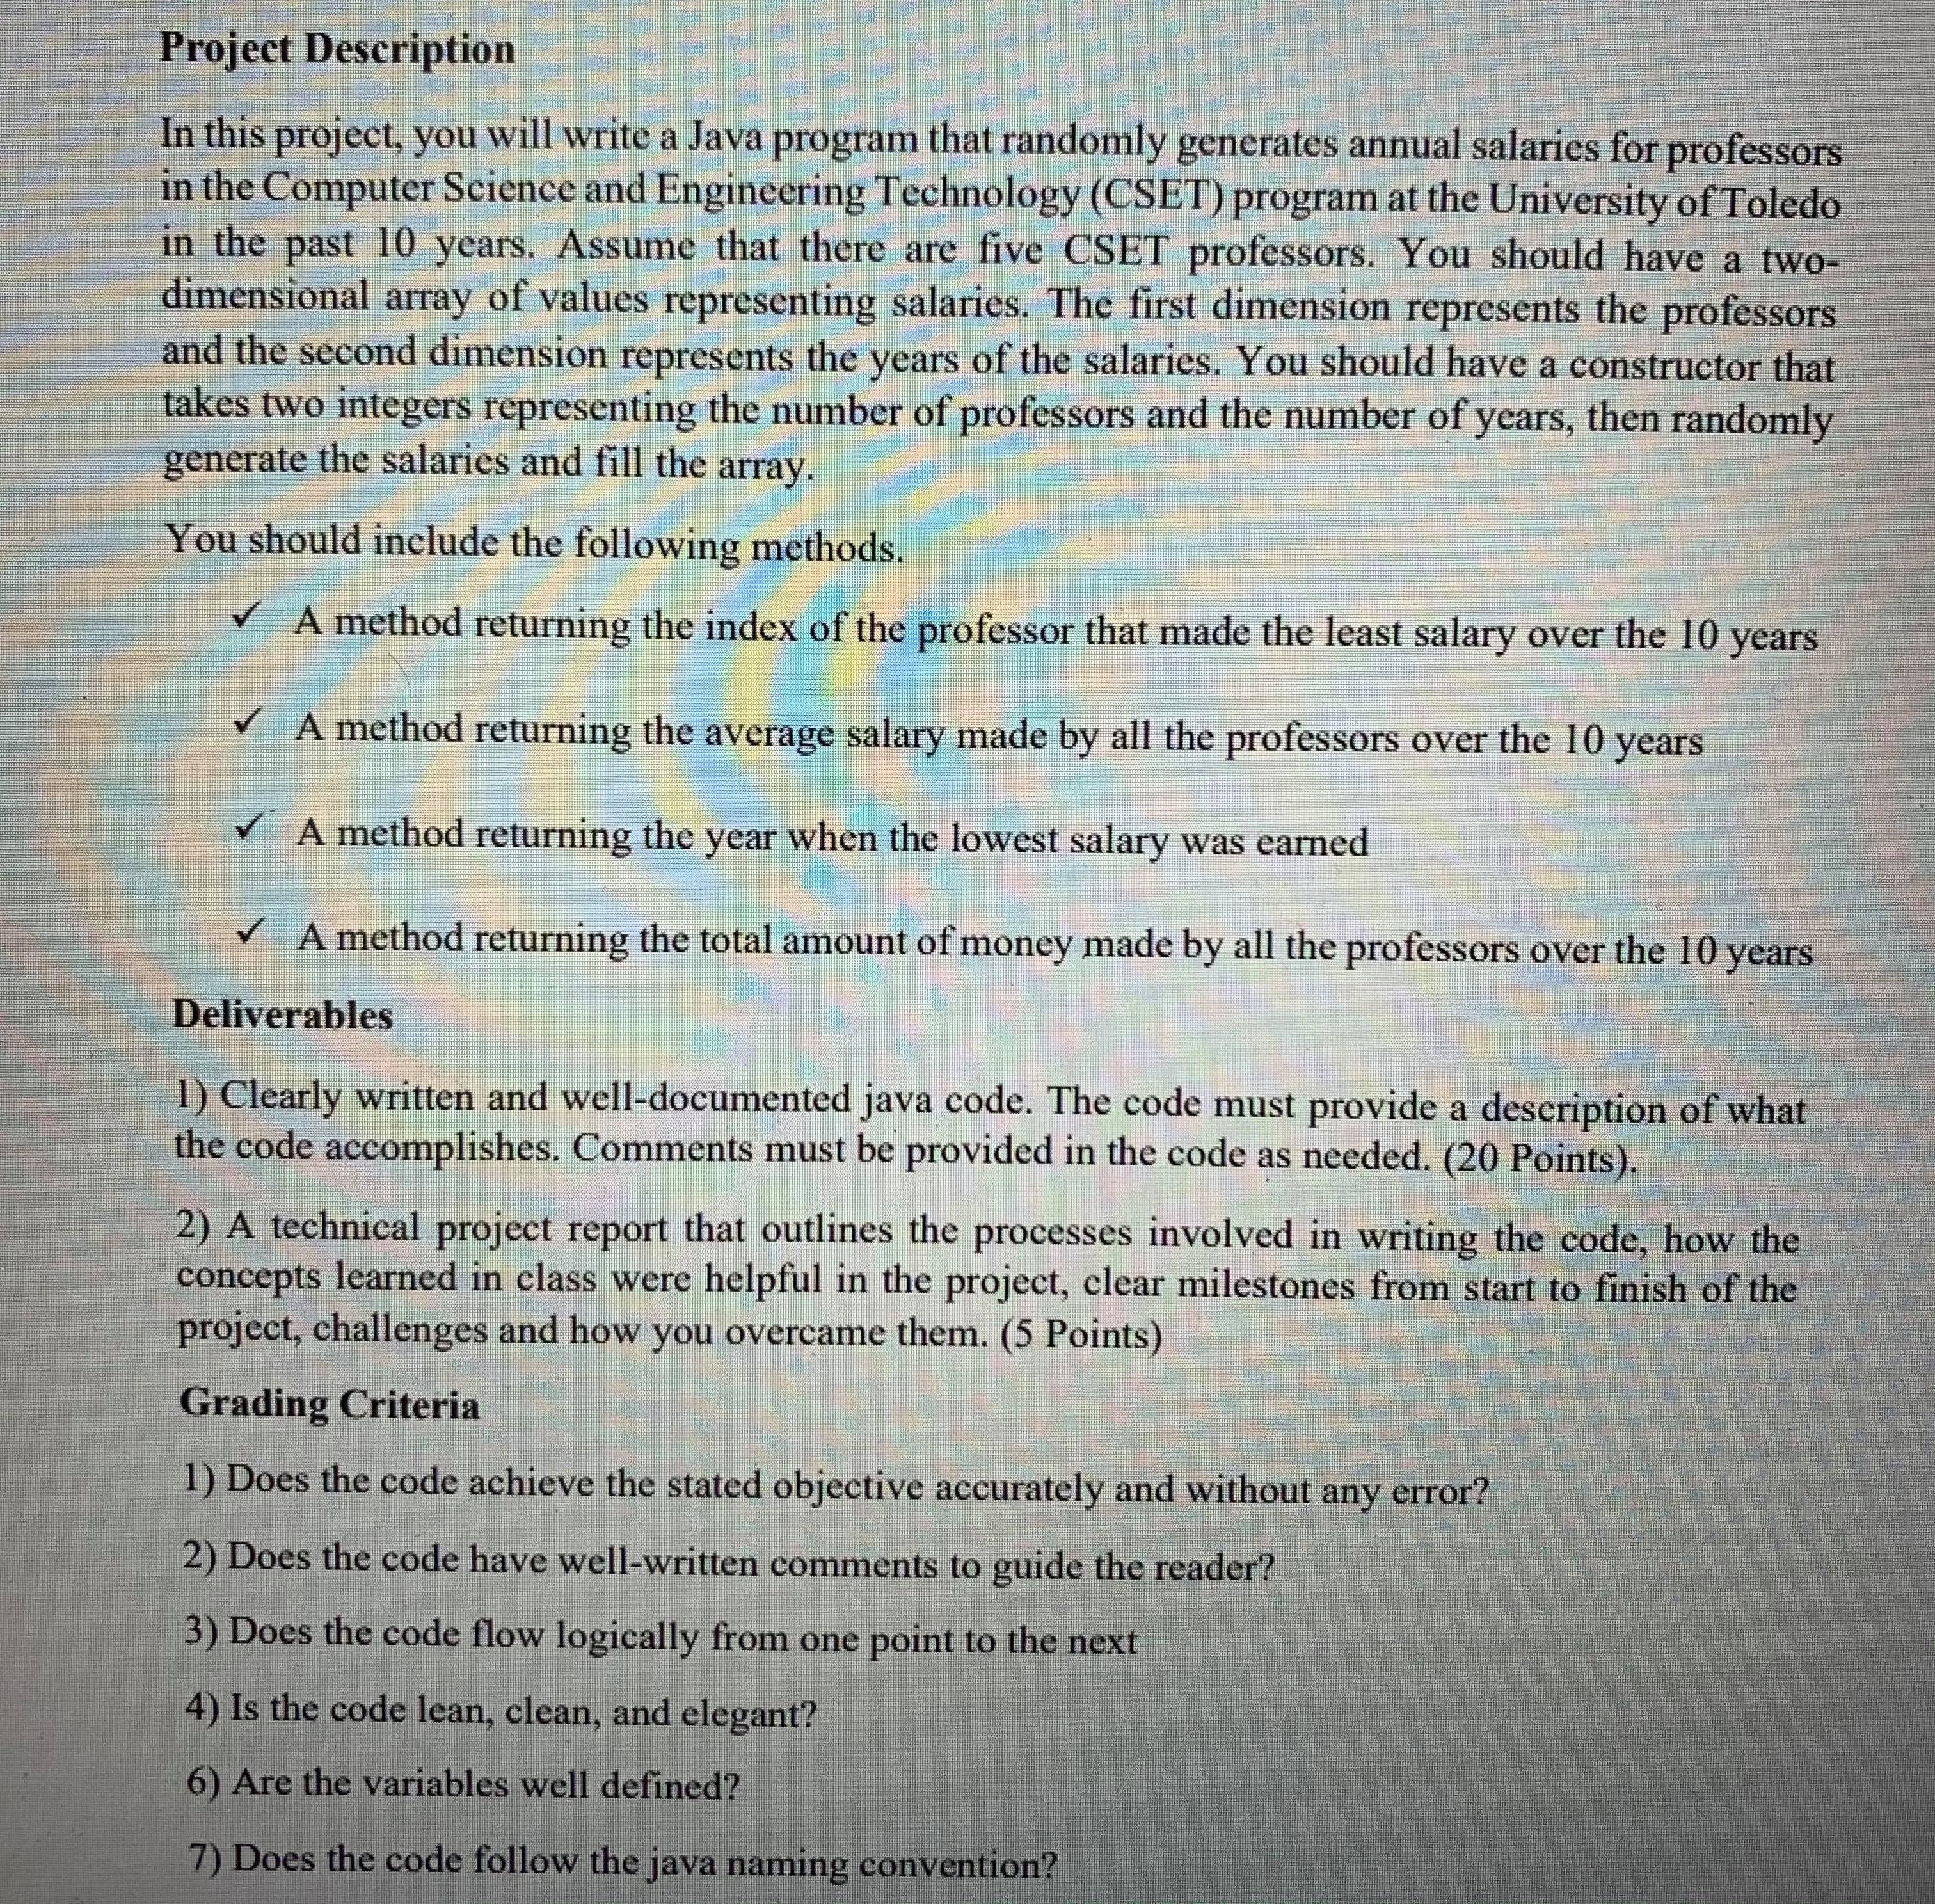 Project Description
In this project, you will write a Java program that randomly generates annual salaries for professors
in the Computer Science and Engineering Technology (CSET) program at the University of Toledo
in the past 10 years. Assume that there are five CSET professors. You should have a two-
dimensional array of values representing salaries. The first dimension represents the professors
and the second dimension represents the years of the salaries. You should have a constructor that
takes two integers representing the number of professors and the number of years, then randomly
generate the salaries and fill the array.
You should include the following methods.
✓ A method returning the index of the professor that made the least salary over the 10 years
✓ A method returning the average salary made by all the professors over the 10 years
✓ A method returning the year when the lowest salary was earned
✓ A method returning the total amount of money made by all the professors over the 10 years
Deliverables
1) Clearly written and well-documented java code. The code must provide a description of what
the code accomplishes. Comments must be provided in the code as needed. (20 Points).
2) A technical project report that outlines the processes involved in writing the code, how the
concepts learned in class were helpful in the project, clear milestones from start to finish of the
project, challenges and how you overcame them. (5 Points)
Grading Criteria
1) Does the code achieve the stated objective accurately and without any error?
2) Does the code have well-written comments to guide the reader?
3) Does the code flow logically from one point to the next
4) Is the code lean, clean, and elegant?
6) Are the variables well defined?
7) Does the code follow the java naming convention?